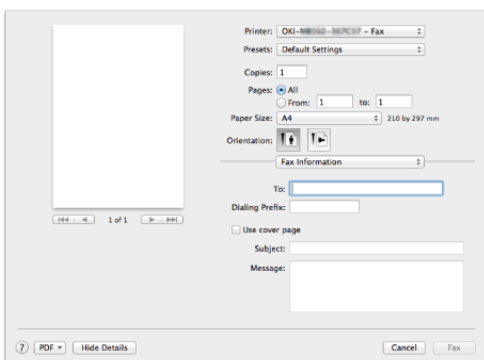 Printer: OKI- - Fax
Presets: Default Settings
Copies: 1
Pages: All
From: 1 to: 1
Paper Size: A4 210 by 297 mm
Orientation:
Fax Information
To:
Dialing Prefix:
1 of 1
Use cover page
Subject:
Message:
? PDF Hide Details Cancel Fax